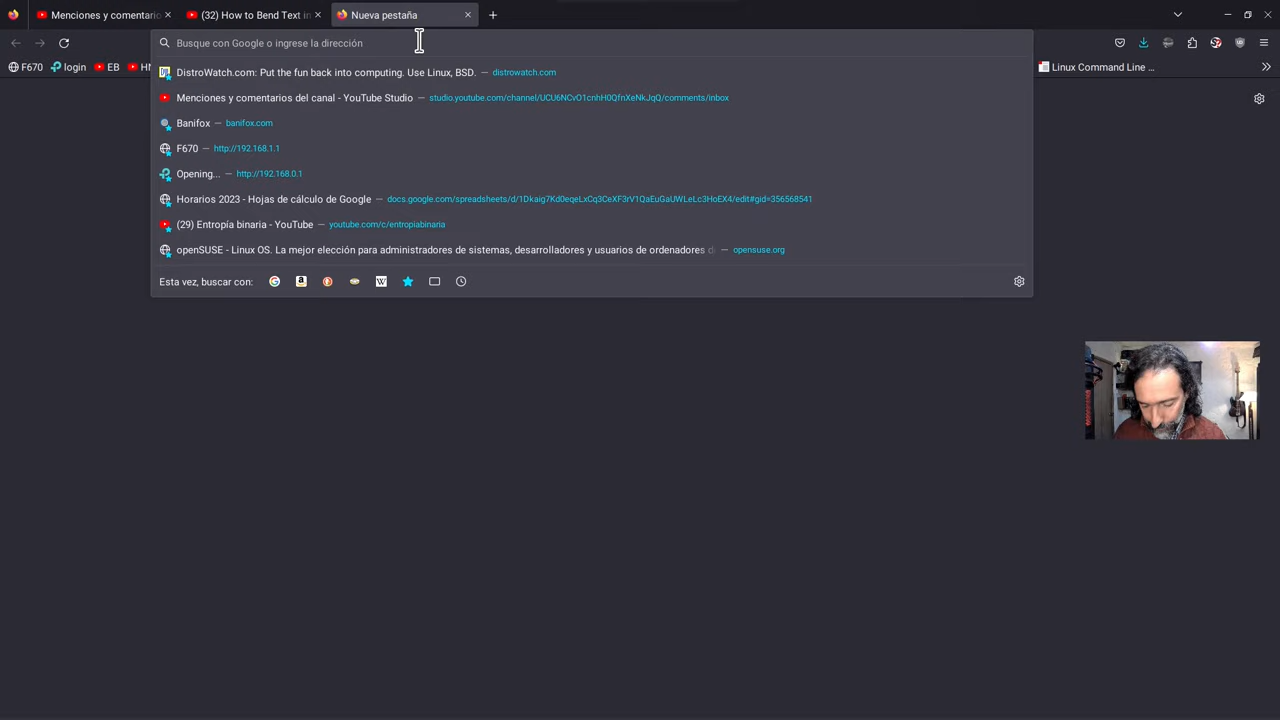 Menciones y comentario
(32) How to Bend Text in
Nueva pestaña
Busque con Google o ingrese la dirección
F670
login
EB
HN
Linux Command Line ...
DistroWatch.com: Put the fun back into computing. Use Linux, BSD. — distrowatch.com
Menciones y comentarios del canal - YouTube Studio — studio.youtube.com/channel/UCU6NCvO1cnhH0QfnXeNkJqQ/comments/inbox
Banifox — banifox.com
F670 — http://192.168.1.1
Opening... — http://192.168.0.1
Horarios 2023 - Hojas de cálculo de Google — docs.google.com/spreadsheets/d/1Dkaig7Kd0eqeLxCq3CeXF3rV1QaEuGaUWLeLc3HoEX4/edit#gid=356568541
(29) Entropía binaria - YouTube — youtube.com/c/entropiabinaria
openSUSE - Linux OS. La mejor elección para administradores de sistemas, desarrolladores y usuarios de ordenadores d — opensuse.org
Esta vez, buscar con: